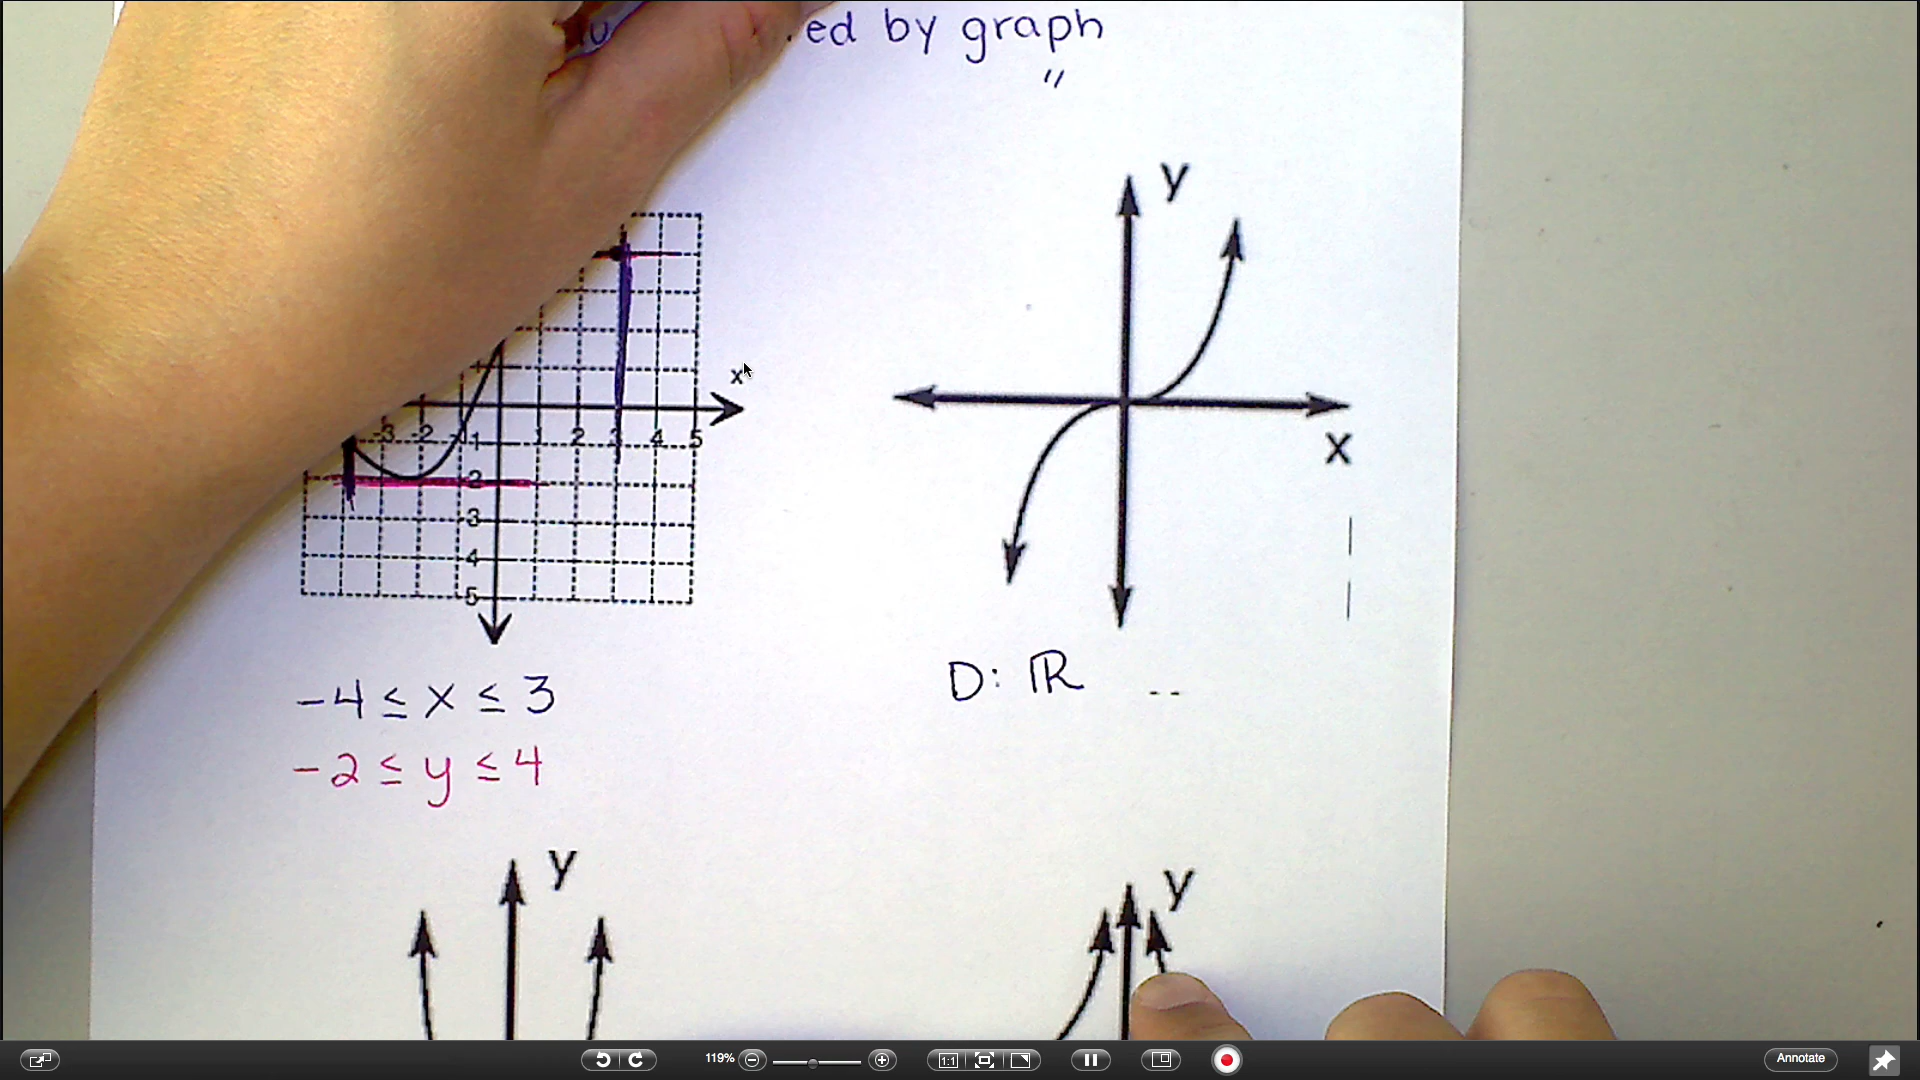 ed by graph
"
y
x
-3 -2 1 2 3 4 5
-1
-2
-3
-4
-5
y
x
-4 ≤ x ≤ 3
-2 ≤ y ≤ 4
D: ℝ
y
y
119%
1:1
Annotate